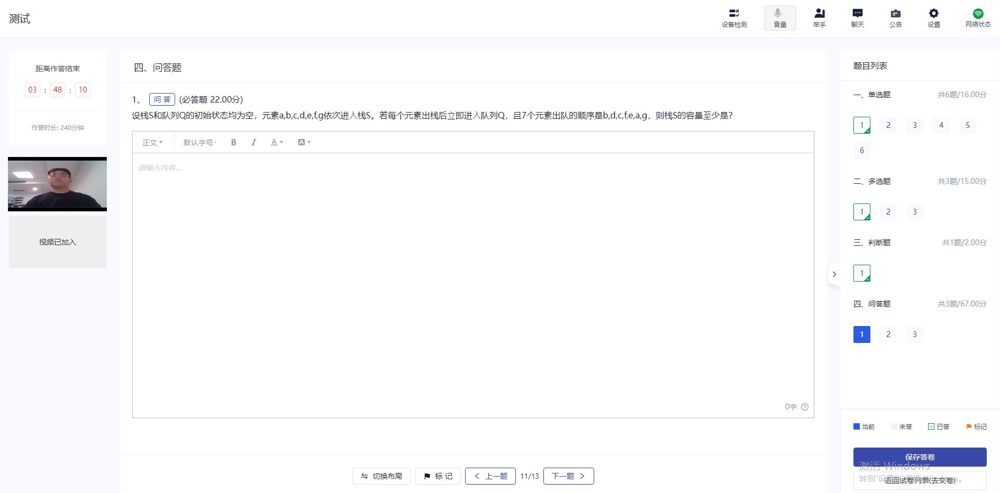 测试
设备检测
音量
举手
聊天
公告
设置
网络状态
距离作答结束
03 : 48 : 10
作答时长: 240分钟
视频已加入
四、问答题
1、 问 答 (必答题 22.00分)
设栈S和队列Q的初始状态均为空，元素a,b,c,d,e,f,g依次进入栈S。若每个元素出栈后立即进入队列Q，且7个元素出队的顺序是b,d,c,f,e,a,g，则栈S的容量至少是?
正文 默认字号 B I A A
请输入内容...
0字
切换布局 标 记 上一题 11/13 下一题
题目列表
一、单选题 共6题/16.00分
1 2 3 4 5
6
二、多选题 共3题/15.00分
1 2 3
三、判断题 共1题/2.00分
1
四、问答题 共3题/67.00分
1 2 3
当前 未答 已答 标记
保存答卷
激活 Windows
转到"设置"以激活 Windows。
返回试卷列表(去交卷)